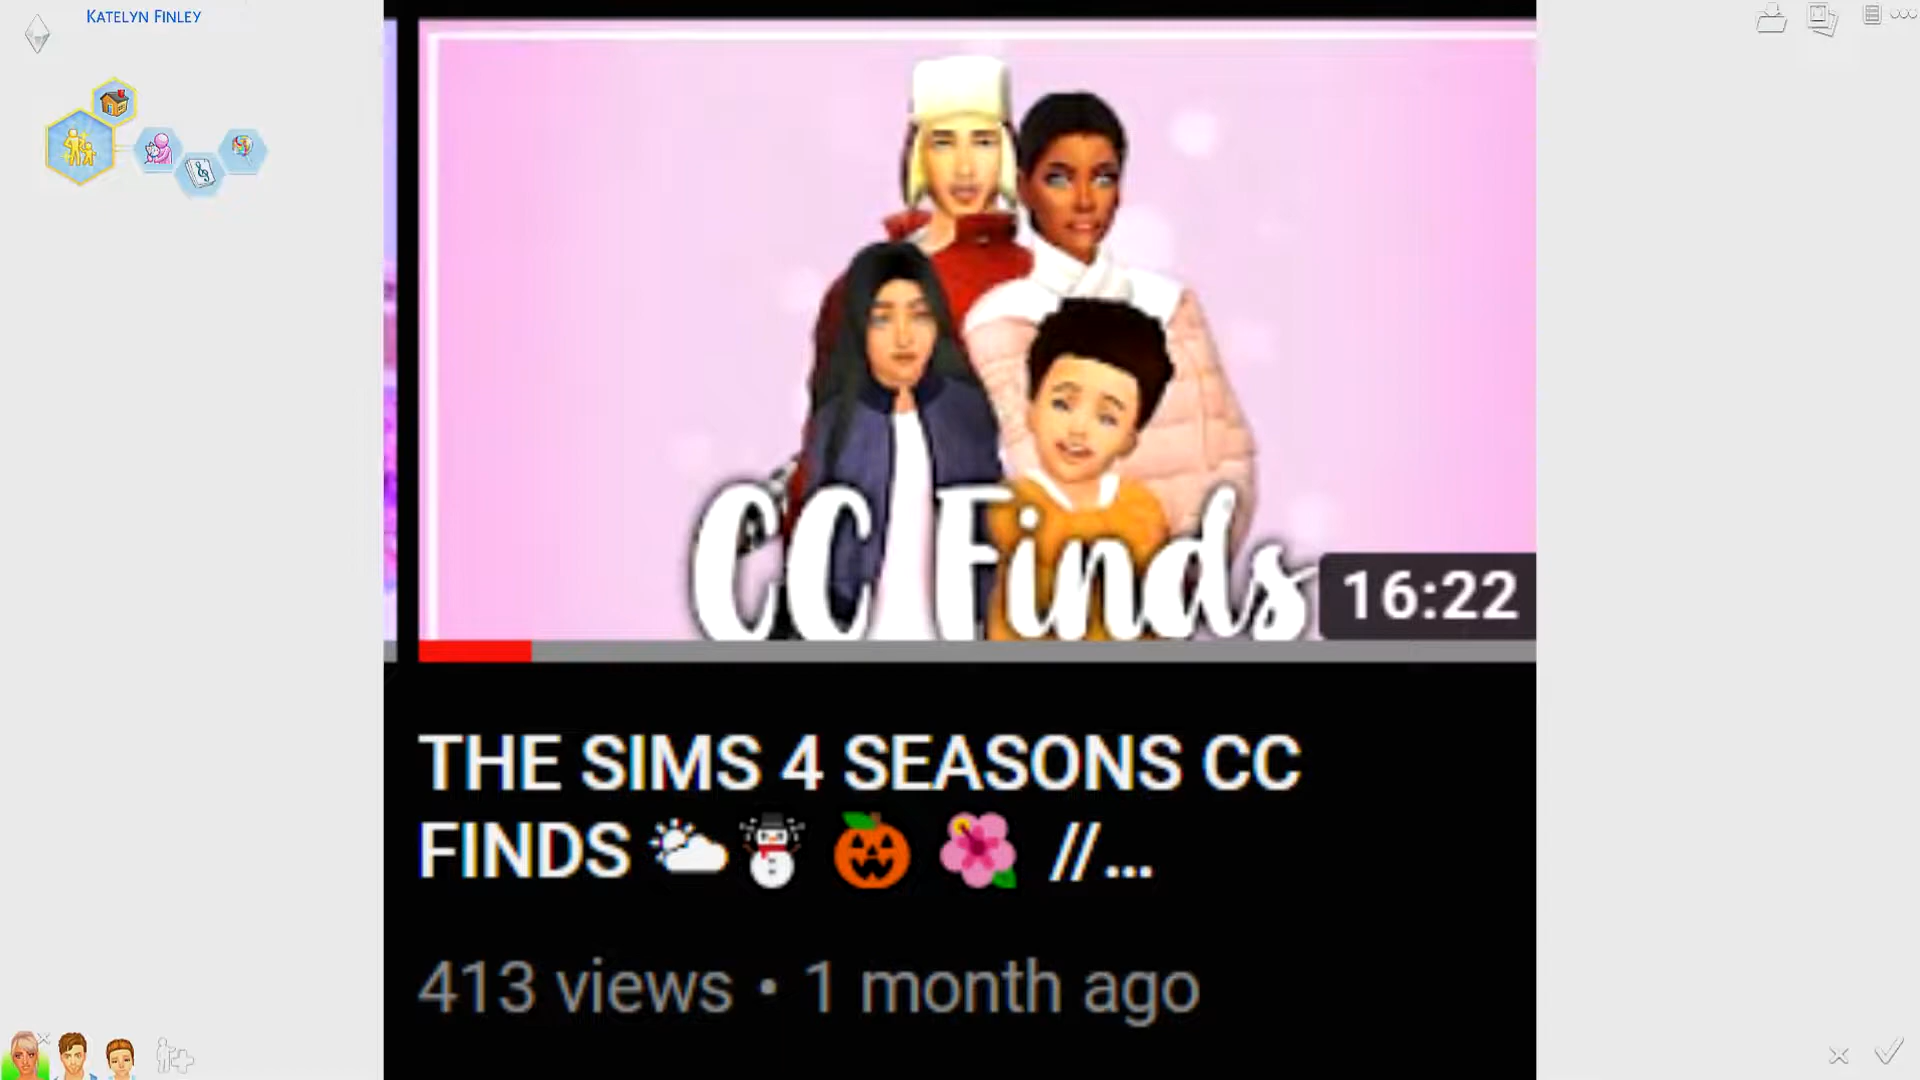 KATELYN FINLEY
CC Finds
16:22
THE SIMS 4 SEASONS CC
FINDS 🌥️☃️ 🎃 🌺 //...
413 views • 1 month ago